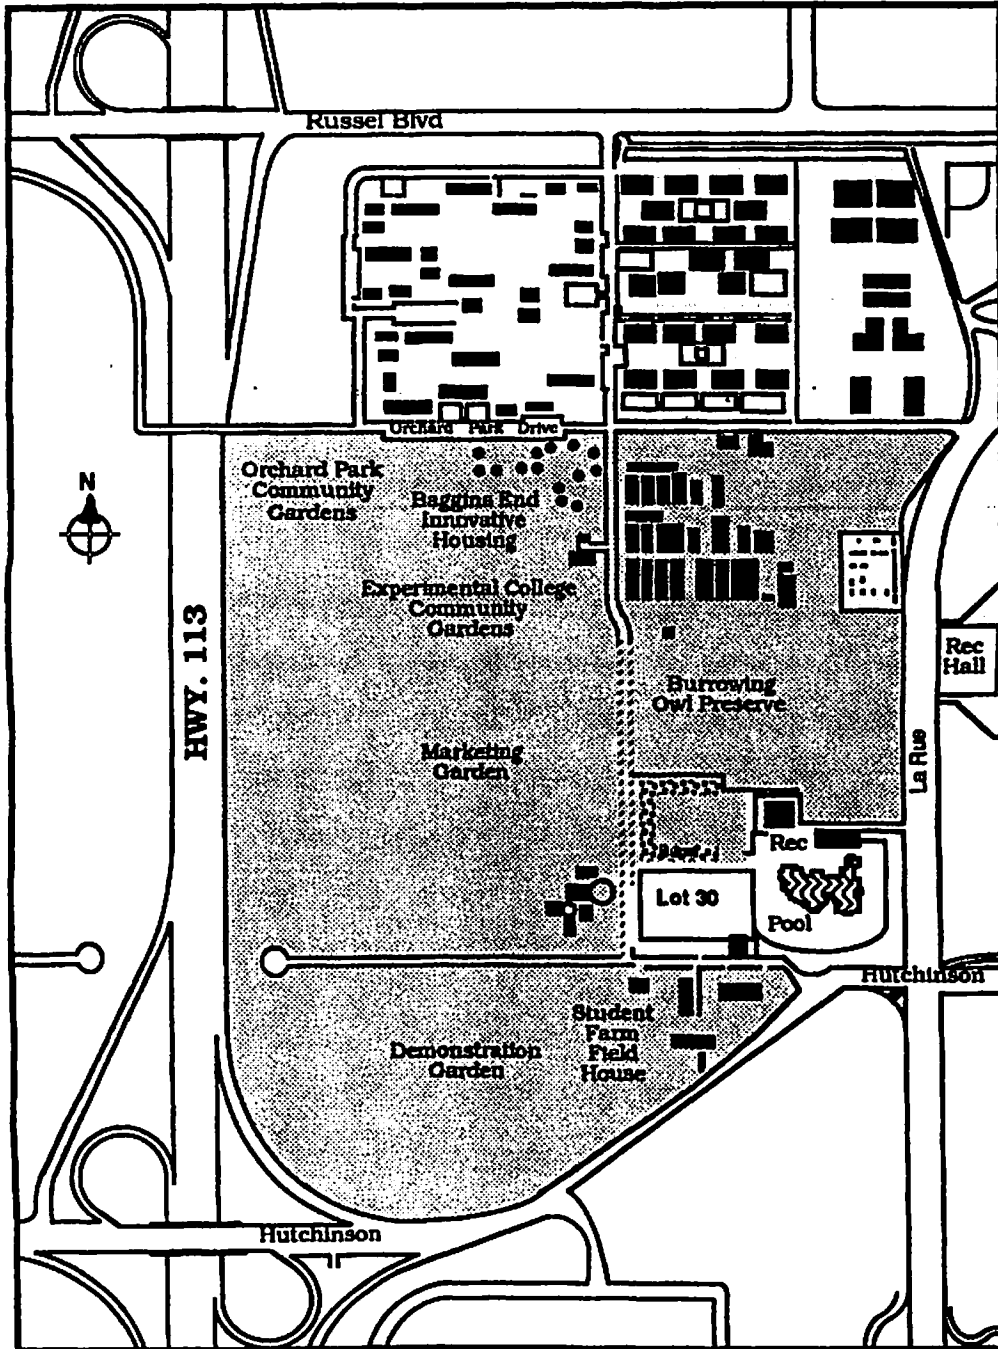 Russel Blvd
Orchard Park Drive
Orchard Park
Community
Gardens
Baggins End
Innovative
Housing
N
Experimental College
Community
Gardens
HWY. 113
Rec
Hall
Burrowing
Owl Preserve
La Rue
Marketing
Garden
Rec
Lot 30
Pool
Hutchinson
Student
Farm
Field
House
Demonstration
Garden
Hutchinson